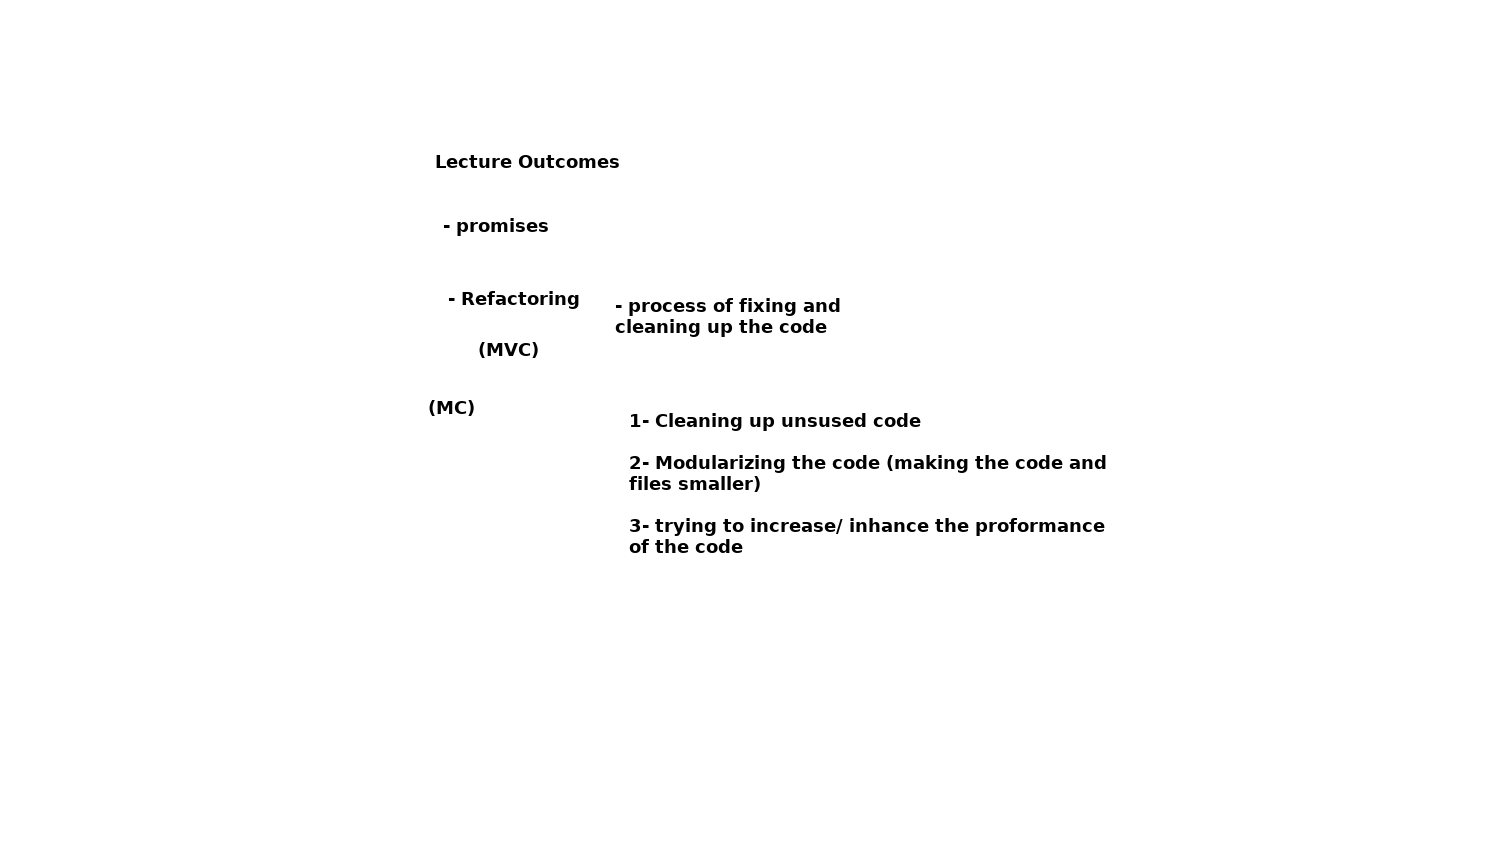 Lecture Outcomes
- promises
- Refactoring
- process of fixing and
cleaning up the code
(MVC)
(MC)
1- Cleaning up unsused code
2- Modularizing the code (making the code and
files smaller)
3- trying to increase/ inhance the proformance
of the code